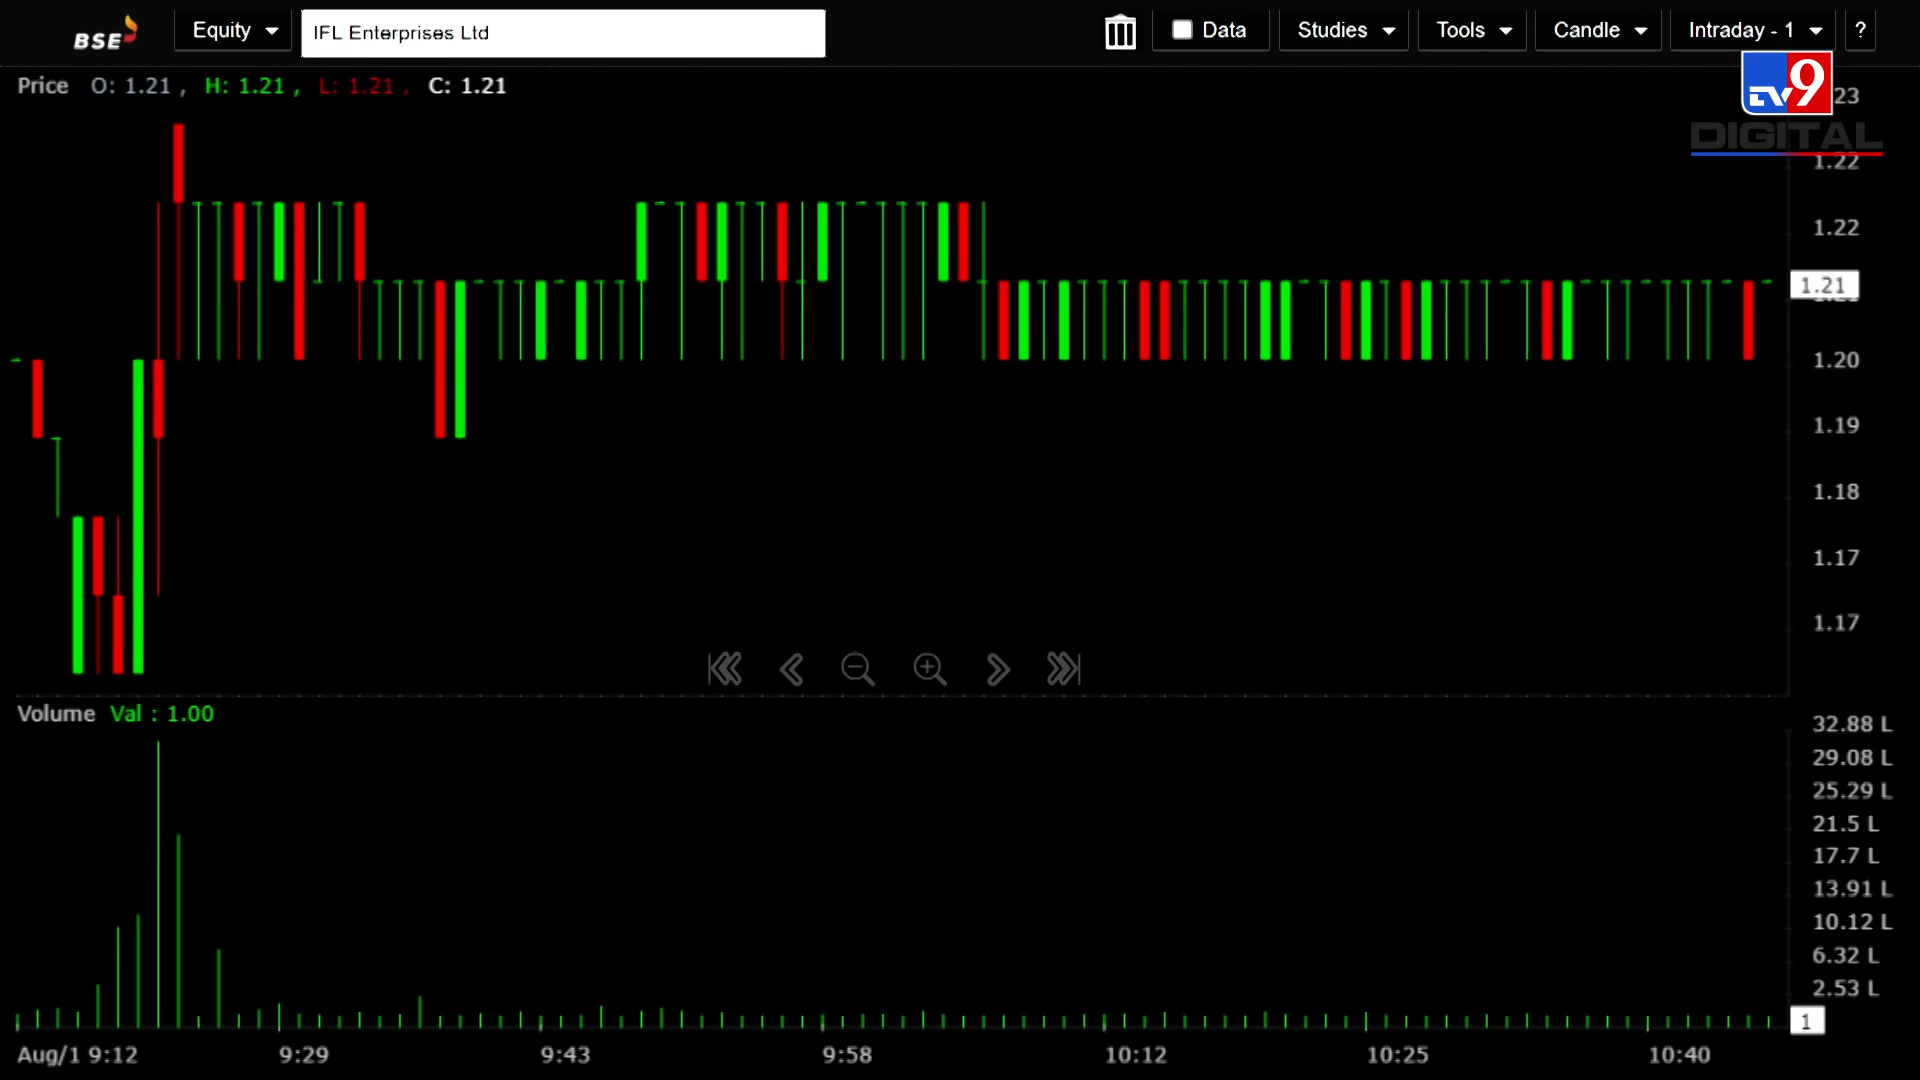 BSE Equity IFL Enterprises Ltd Data Studies Tools Candle Intraday - 1 ?
Price O: 1.21 , H: 1.21 , L: 1.21 , C: 1.21
TV9
DIGITAL
23
1.22
1.22
1.21
1.20
1.19
1.18
1.17
1.17
Volume Val : 1.00
32.88 L
29.08 L
25.29 L
21.5 L
17.7 L
13.91 L
10.12 L
6.32 L
2.53 L
1
Aug/1 9:12 9:29 9:43 9:58 10:12 10:25 10:40